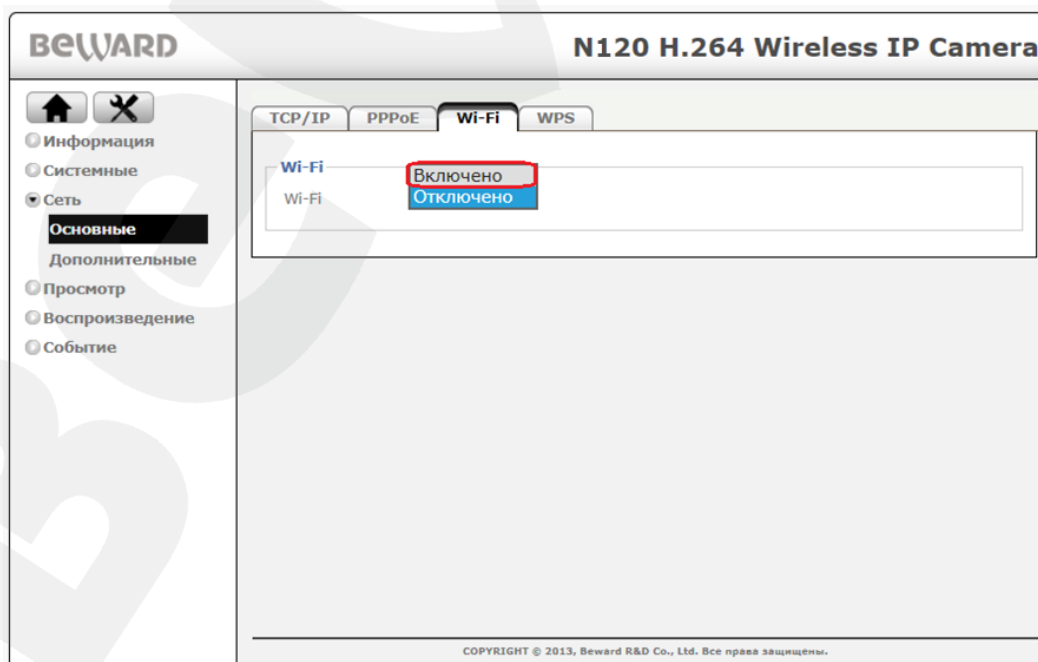 BEWARD
N120 H.264 Wireless IP Camera
TCP/IP PPPoE Wi-Fi WPS
Информация
Системные
Сеть
Основные
Дополнительные
Просмотр
Воспроизведение
Событие
Wi-Fi
Wi-Fi
Включено
Отключено
COPYRIGHT © 2013, Beward R&D Co., Ltd. Все права защищены.